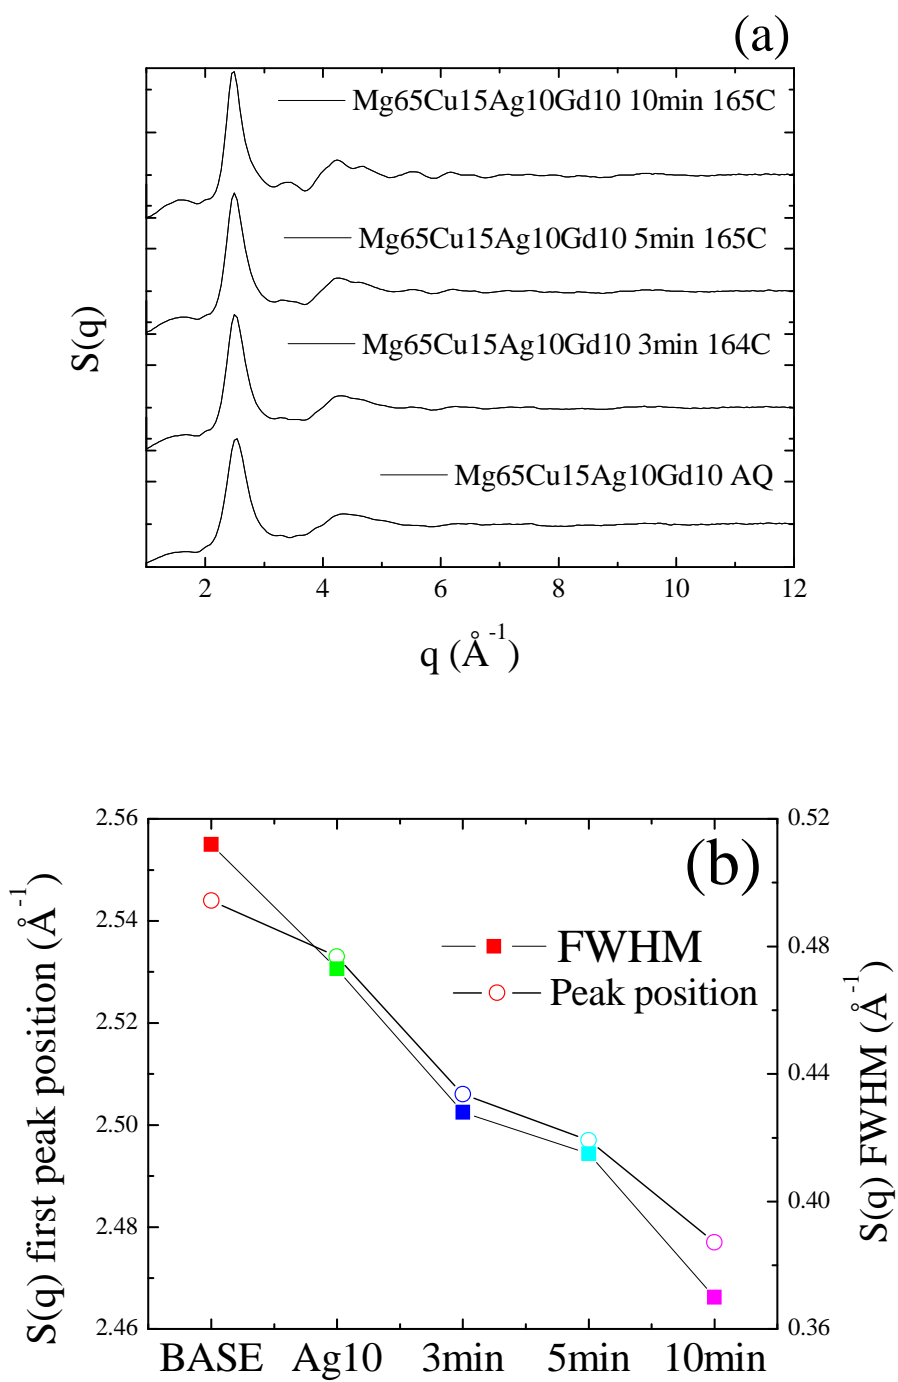 (a)
Mg65Cu15Ag10Gd10 10min 165C
Mg65Cu15Ag10Gd10 5min 165C
Mg65Cu15Ag10Gd10 3min 164C
Mg65Cu15Ag10Gd10 AQ
S(q)
2 4 6 8 10 12
q (Å⁻¹)
(b)
2.56
2.54
2.52
2.50
2.48
2.46
S(q) first peak position (Å⁻¹)
FWHM
Peak position
0.52
0.48
0.44
0.40
0.36
S(q) FWHM (Å⁻¹)
BASE Ag10 3min 5min 10min